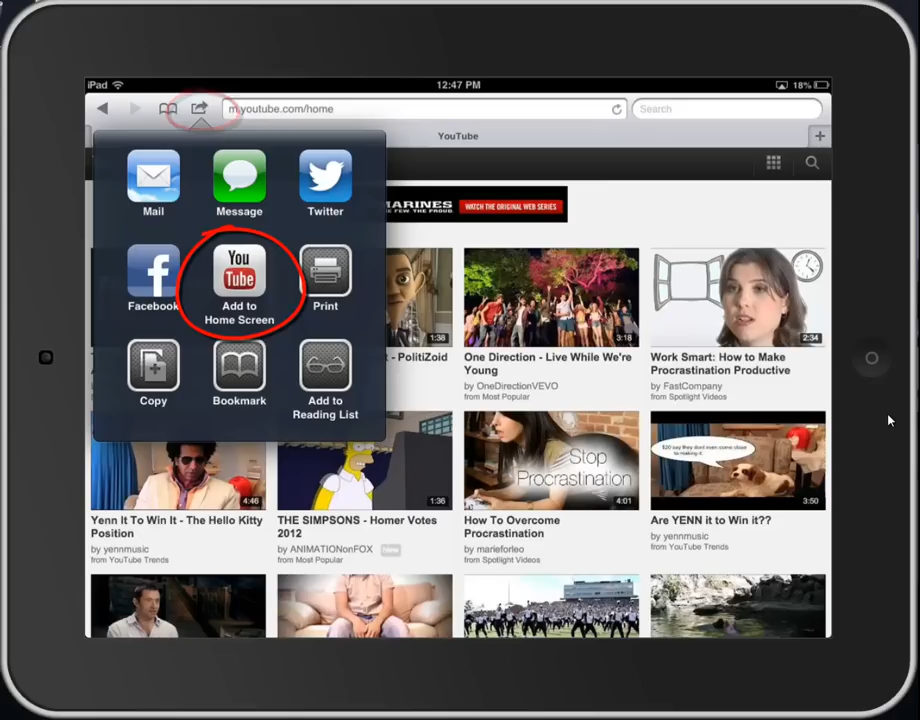 iPad
12:47 PM
18%
m.youtube.com/home
Search
YouTube
Mail
Message
Twitter
MARINES
THE FEW. THE PROUD.
WATCH THE ORIGINAL WEB SERIES
Facebook
You
Tube
Add to
Home Screen
Print
Copy
Bookmark
Add to
Reading List
1:38
t - PolitiZoid
3:18
One Direction - Live While We're
Young
by OneDirectionVEVO
from Most Popular
2:34
Work Smart: How to Make
Procrastination Productive
by FastCompany
from Spotlight Videos
4:46
Yenn It To Win It - The Hello Kitty
Position
by yennmusic
from YouTube Trends
1:36
THE SIMPSONS - Homer Votes
2012
by ANIMATIONonFOX
New
from Most Popular
Stop
Procrastination
4:01
How To Overcome
Procrastination
by marieforleo
from Spotlight Videos
3:50
Are YENN it to Win it??
by yennmusic
from YouTube Trends